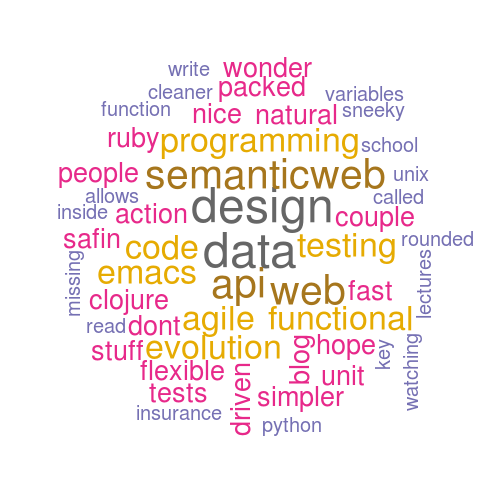 write wonder
cleaner packed variables
function nice natural sneeky
ruby programming school
people semanticweb unix
allows design called
inside action couple
safin code data testing rounded
missing emacs api web fast lectures
clojure agile functional
read dont
stuff evolution blog hope key watching
flexible driven unit
tests simpler
insurance python